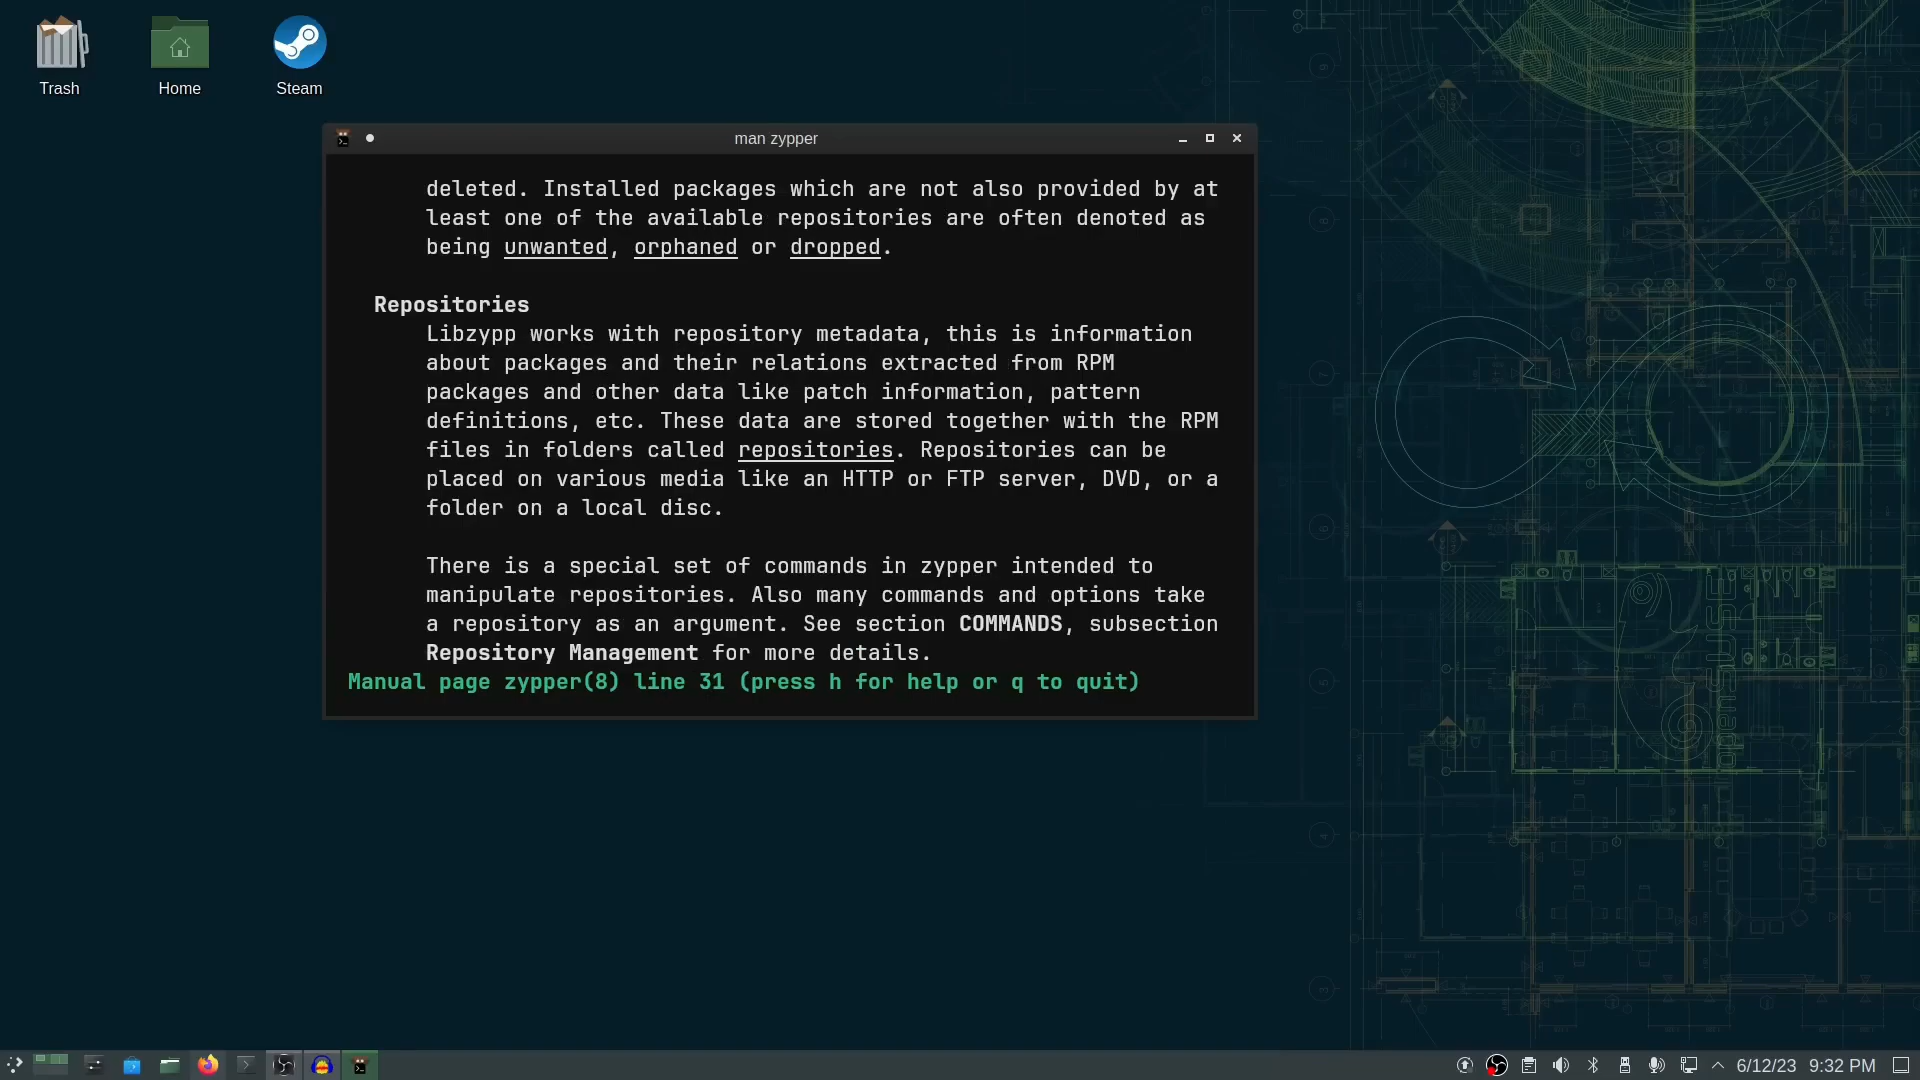 Trash
Home
Steam
man zypper
deleted. Installed packages which are not also provided by at
least one of the available repositories are often denoted as
being unwanted, orphaned or dropped.
Repositories
Libzypp works with repository metadata, this is information
about packages and their relations extracted from RPM
packages and other data like patch information, pattern
definitions, etc. These data are stored together with the RPM
files in folders called repositories. Repositories can be
placed on various media like an HTTP or FTP server, DVD, or a
folder on a local disc.
There is a special set of commands in zypper intended to
manipulate repositories. Also many commands and options take
a repository as an argument. See section COMMANDS, subsection
Repository Management for more details.
Manual page zypper(8) line 31 (press h for help or q to quit)
openSUSE
6/12/23 9:32 PM